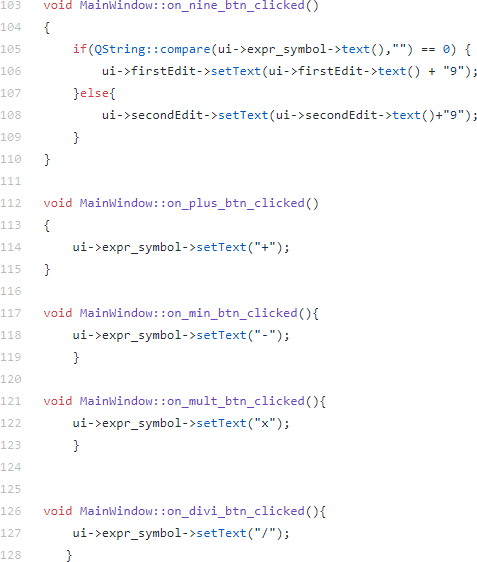 103 void MainWindow::on_nine_btn_clicked()
104 {
105     if(QString::compare(ui->expr_symbol->text(),"") == 0) {
106         ui->firstEdit->setText(ui->firstEdit->text() + "9");
107     }else{
108         ui->secondEdit->setText(ui->secondEdit->text()+"9");
109     }
110 }
111
112 void MainWindow::on_plus_btn_clicked()
113 {
114     ui->expr_symbol->setText("+");
115 }
116
117 void MainWindow::on_min_btn_clicked(){
118     ui->expr_symbol->setText("-");
119     }
120
121 void MainWindow::on_mult_btn_clicked(){
122     ui->expr_symbol->setText("x");
123     }
124
125
126 void MainWindow::on_divi_btn_clicked(){
127     ui->expr_symbol->setText("/");
128    }